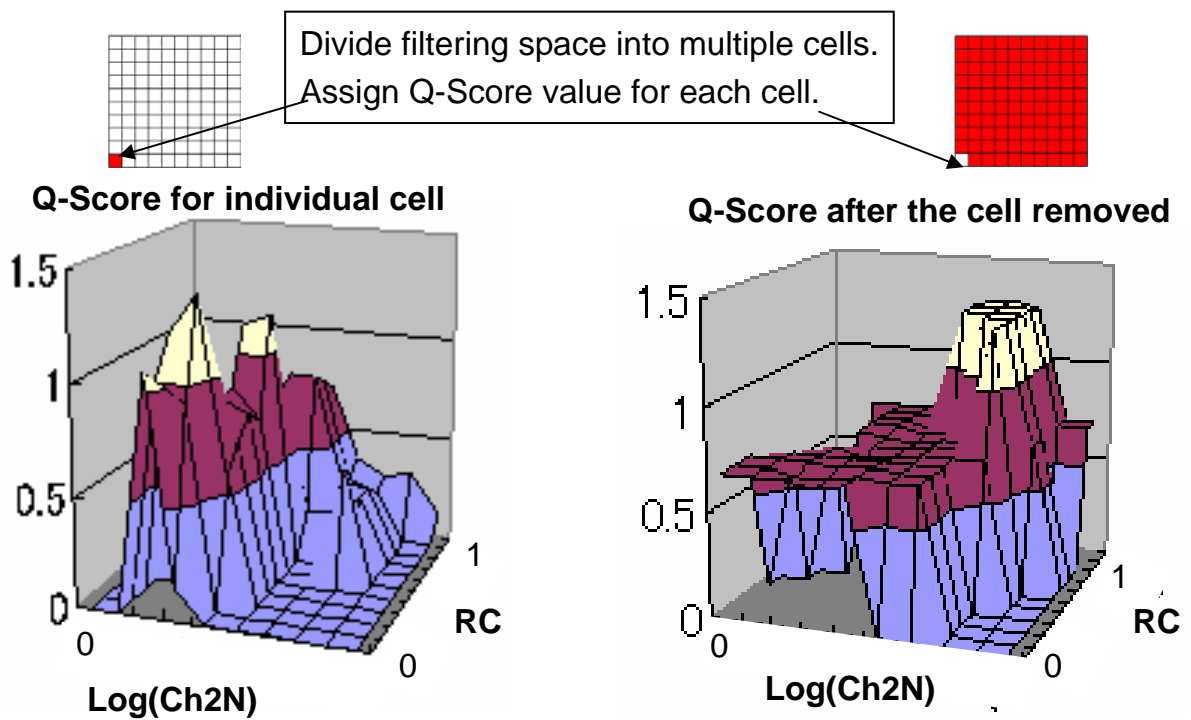 Divide filtering space into multiple cells.
Assign Q-Score value for each cell.
Q-Score for individual cell
1.5
1
0.5
0
0
Log(Ch2N)
0
RC
1
Q-Score after the cell removed
1.5
1
0.5
0
0
Log(Ch2N)
0
RC
1